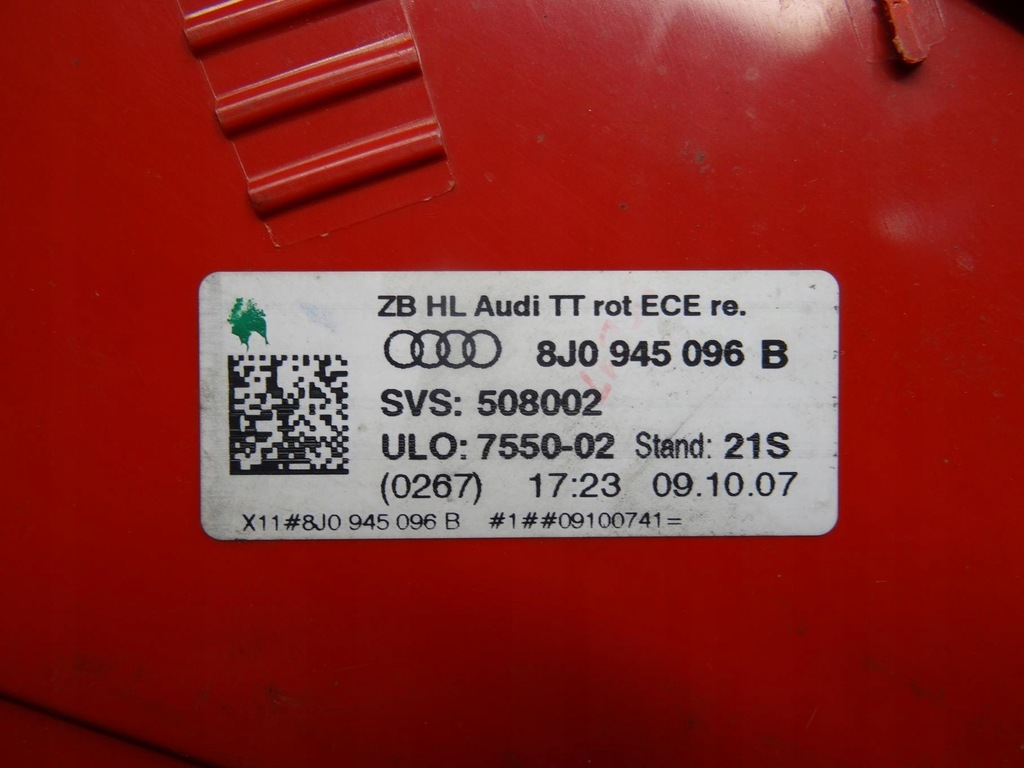 ZB HL Audi TT rot ECE re.
8J0 945 096 B
SVS: 508002
ULO: 7550-02 Stand: 21S
(0267) 17:23 09.10.07
X11#8J0 945 096 B #1##09100741=